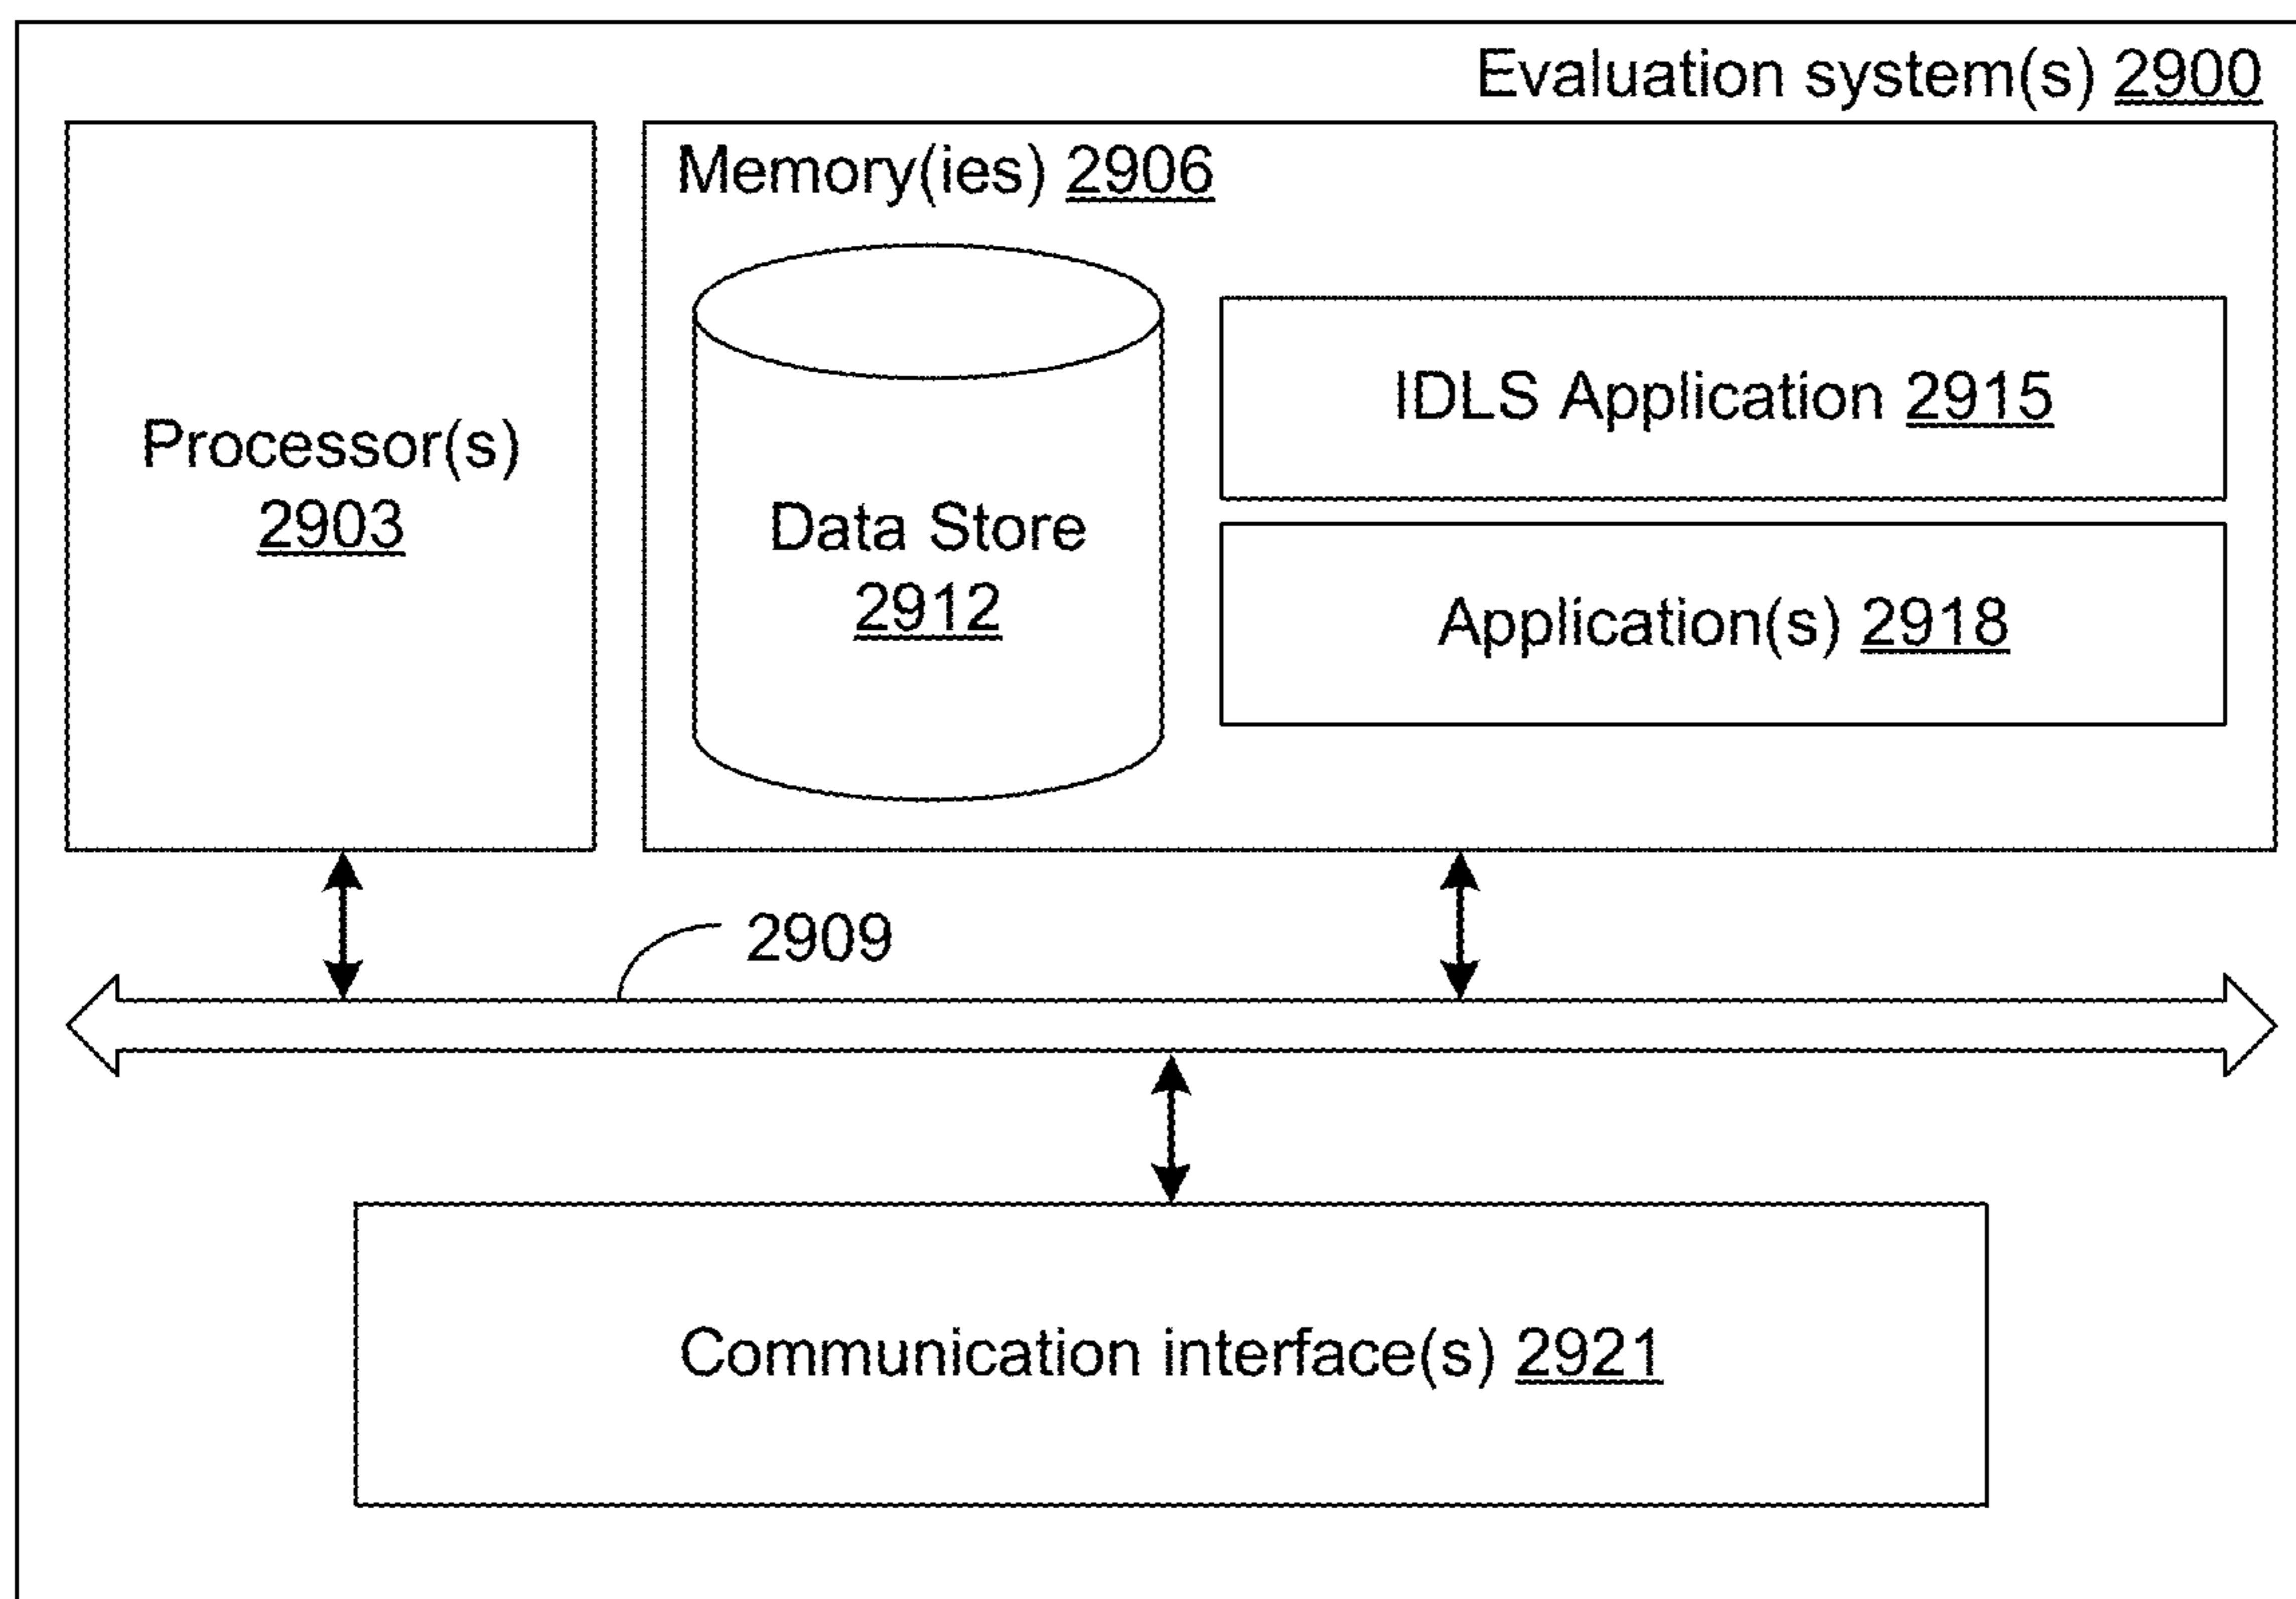 Evaluation system(s) 2900
Processor(s)
2903
Memory(ies) 2906
Data Store
2912
IDLS Application 2915
Application(s) 2918
2909
Communication interface(s) 2921